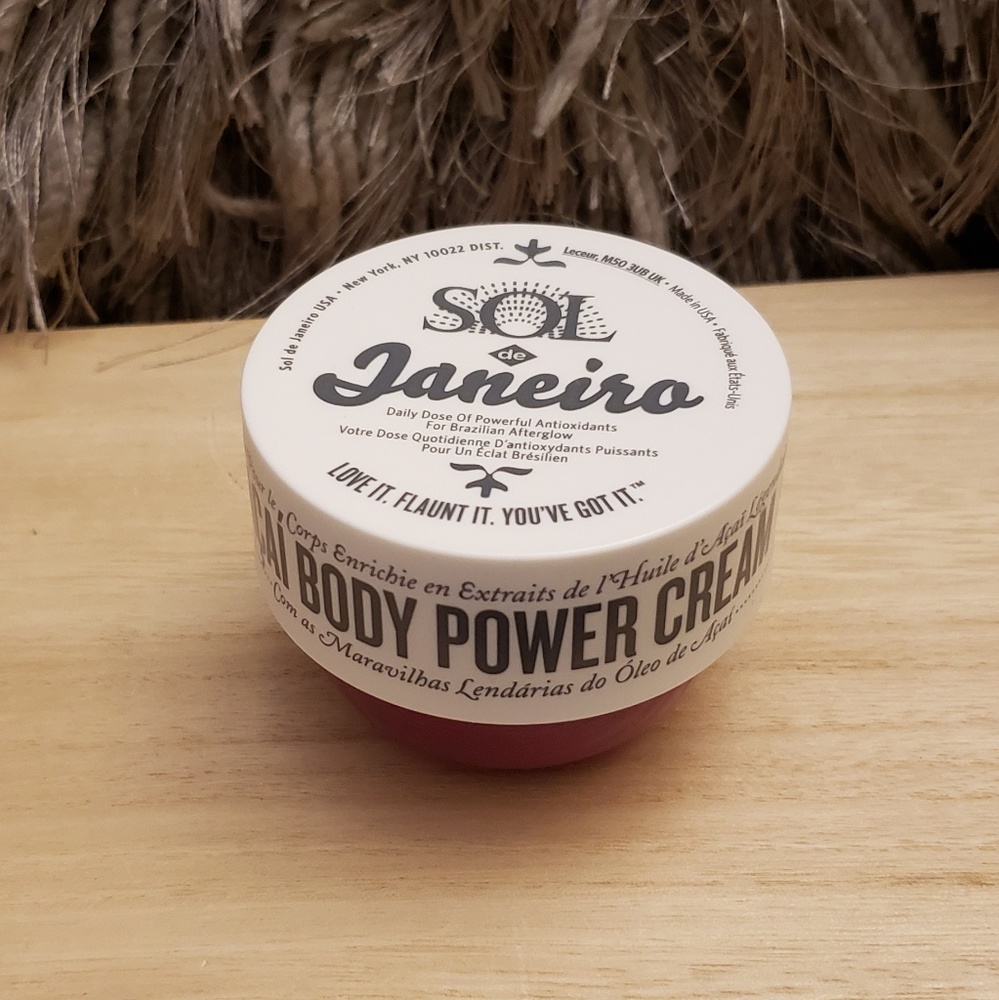 Sol de Janeiro USA • New York, NY 10022 DIST.
Leceur, M50 3UB UK • Made in USA • Fabriqué aux États-Unis
SOL
de
Janeiro
Daily Dose Of Powerful Antioxidants
For Brazilian Afterglow
Votre Dose Quotidienne D'antioxydants Puissants
Pour Un Éclat Brésilien
LOVE IT. FLAUNT IT. YOU'VE GOT IT.™
le Corps Enrichie en Extraits de l'Huile d'Açaí
BODY POWER CREAM
Com as Maravilhas Lendárias do Óleo de Açaí